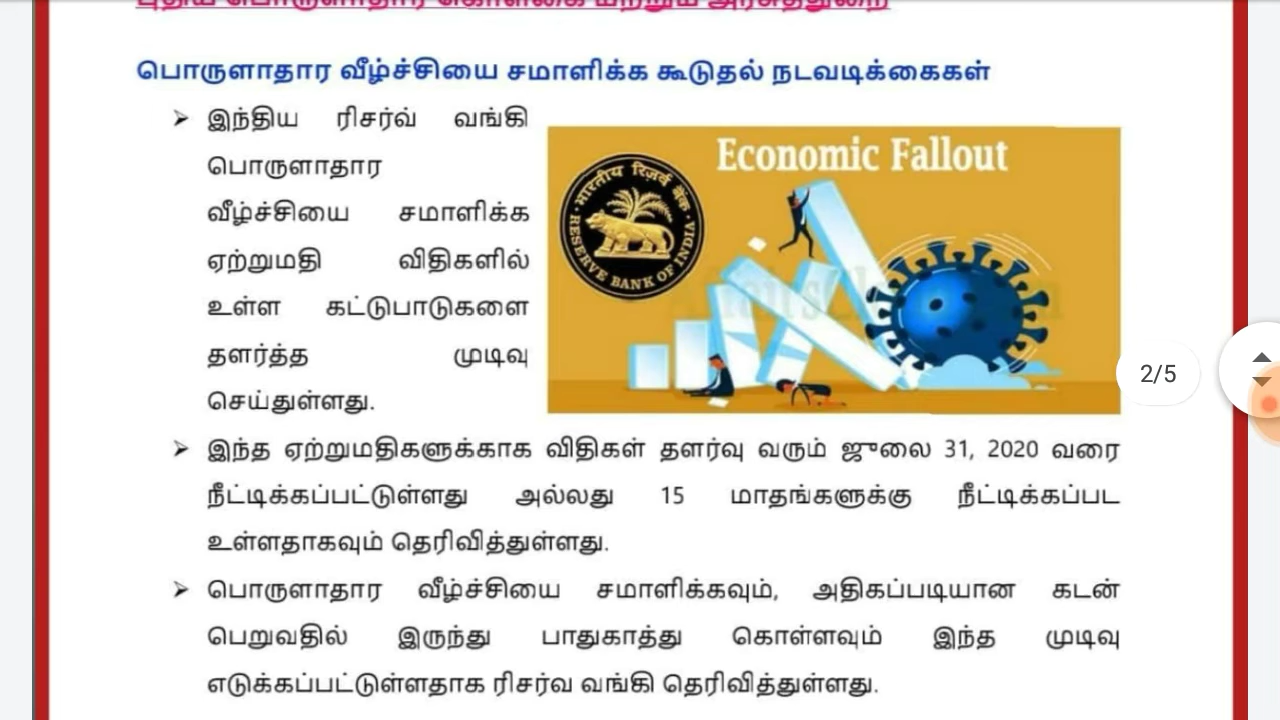 புதிய பொருளாதார கொள்கை மற்றும் அரசுத்துறை
பொருளாதார வீழ்ச்சியை சமாளிக்க கூடுதல் நடவடிக்கைகள்
➢ இந்திய ரிசர்வ் வங்கி
பொருளாதார
வீழ்ச்சியை சமாளிக்க
ஏற்றுமதி விதிகளில்
உள்ள கட்டுபாடுகளை
தளர்த்த முடிவு
செய்துள்ளது.
Economic Fallout
भारतीय रिज़र्व बैंक
RESERVE BANK OF INDIA
➢ இந்த ஏற்றுமதிகளுக்காக விதிகள் தளர்வு வரும் ஜுலை 31, 2020 வரை
நீட்டிக்கப்பட்டுள்ளது அல்லது 15 மாதங்களுக்கு நீட்டிக்கப்பட
உள்ளதாகவும் தெரிவித்துள்ளது.
➢ பொருளாதார வீழ்ச்சியை சமாளிக்கவும், அதிகப்படியான கடன்
பெறுவதில் இருந்து பாதுகாத்து கொள்ளவும் இந்த முடிவு
எடுக்கப்பட்டுள்ளதாக ரிசர்வ வங்கி தெரிவித்துள்ளது.
2/5